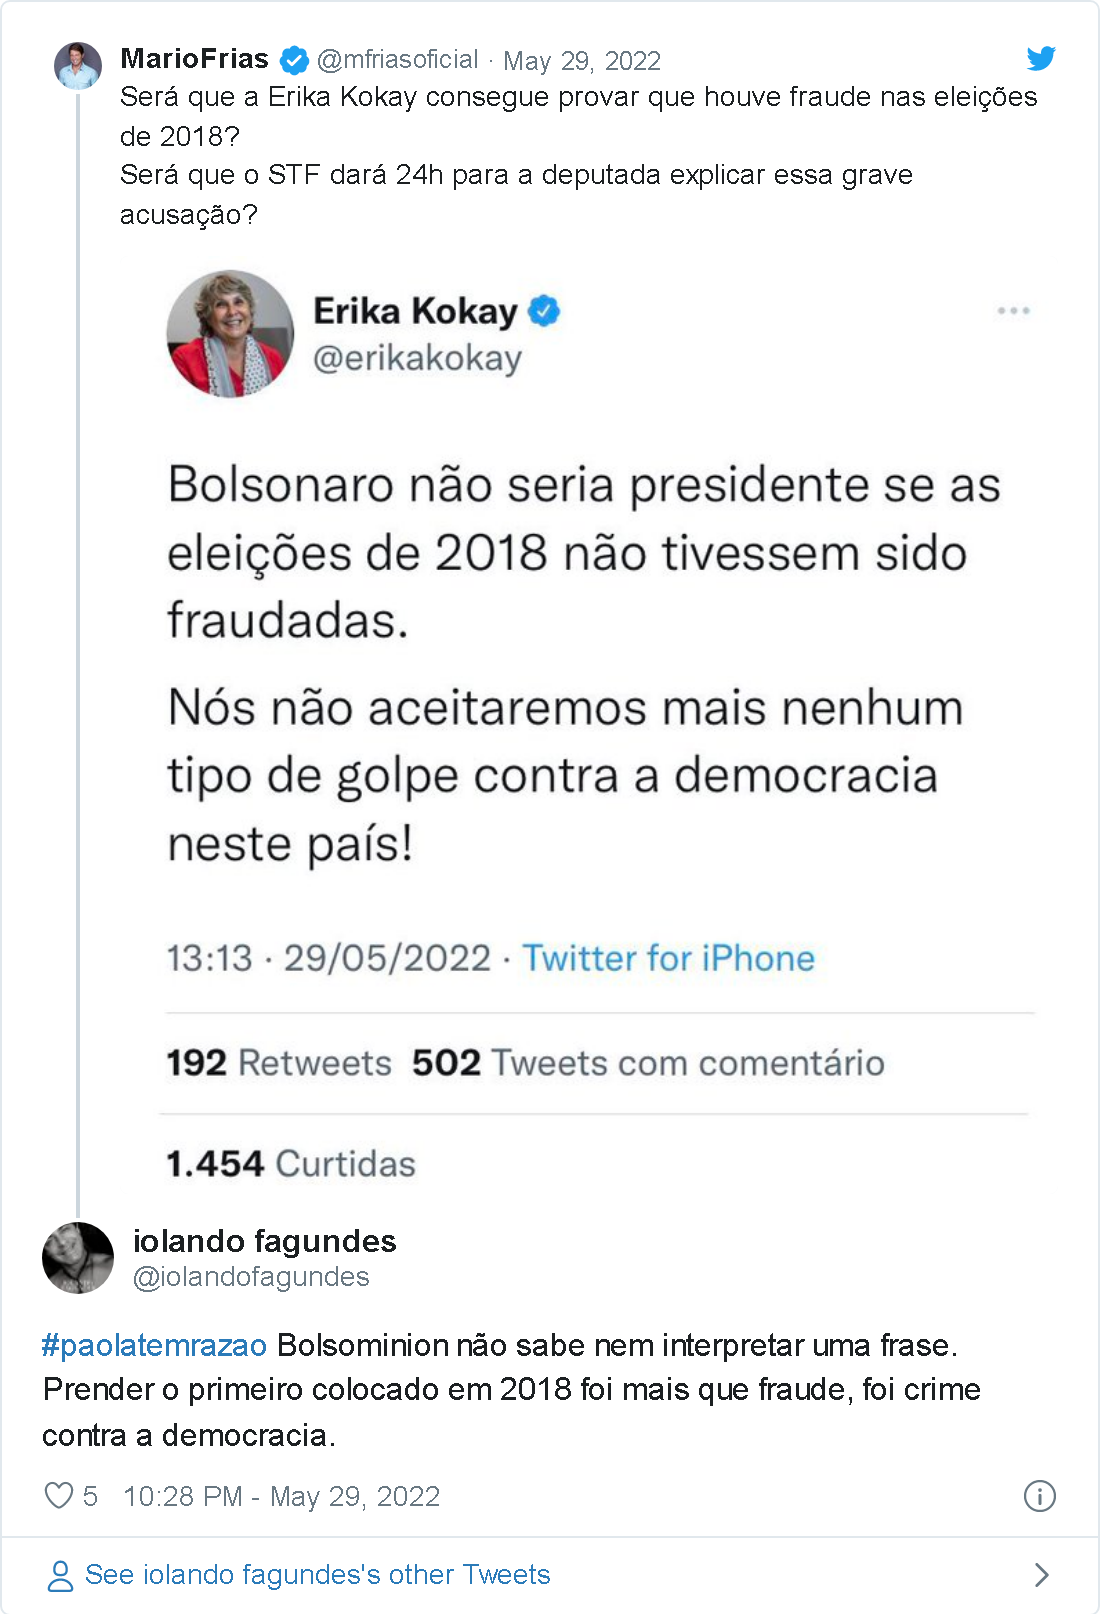 MarioFrias @mfriasoficial · May 29, 2022
Será que a Erika Kokay consegue provar que houve fraude nas eleições
de 2018?
Será que o STF dará 24h para a deputada explicar essa grave
acusação?
Erika Kokay
@erikakokay
Bolsonaro não seria presidente se as
eleições de 2018 não tivessem sido
fraudadas.
Nós não aceitaremos mais nenhum
tipo de golpe contra a democracia
neste país!
13:13 · 29/05/2022 · Twitter for iPhone
192 Retweets 502 Tweets com comentário
1.454 Curtidas
iolando fagundes
@iolandofagundes
#paolatemrazao Bolsominion não sabe nem interpretar uma frase.
Prender o primeiro colocado em 2018 foi mais que fraude, foi crime
contra a democracia.
5 10:28 PM - May 29, 2022
See iolando fagundes's other Tweets